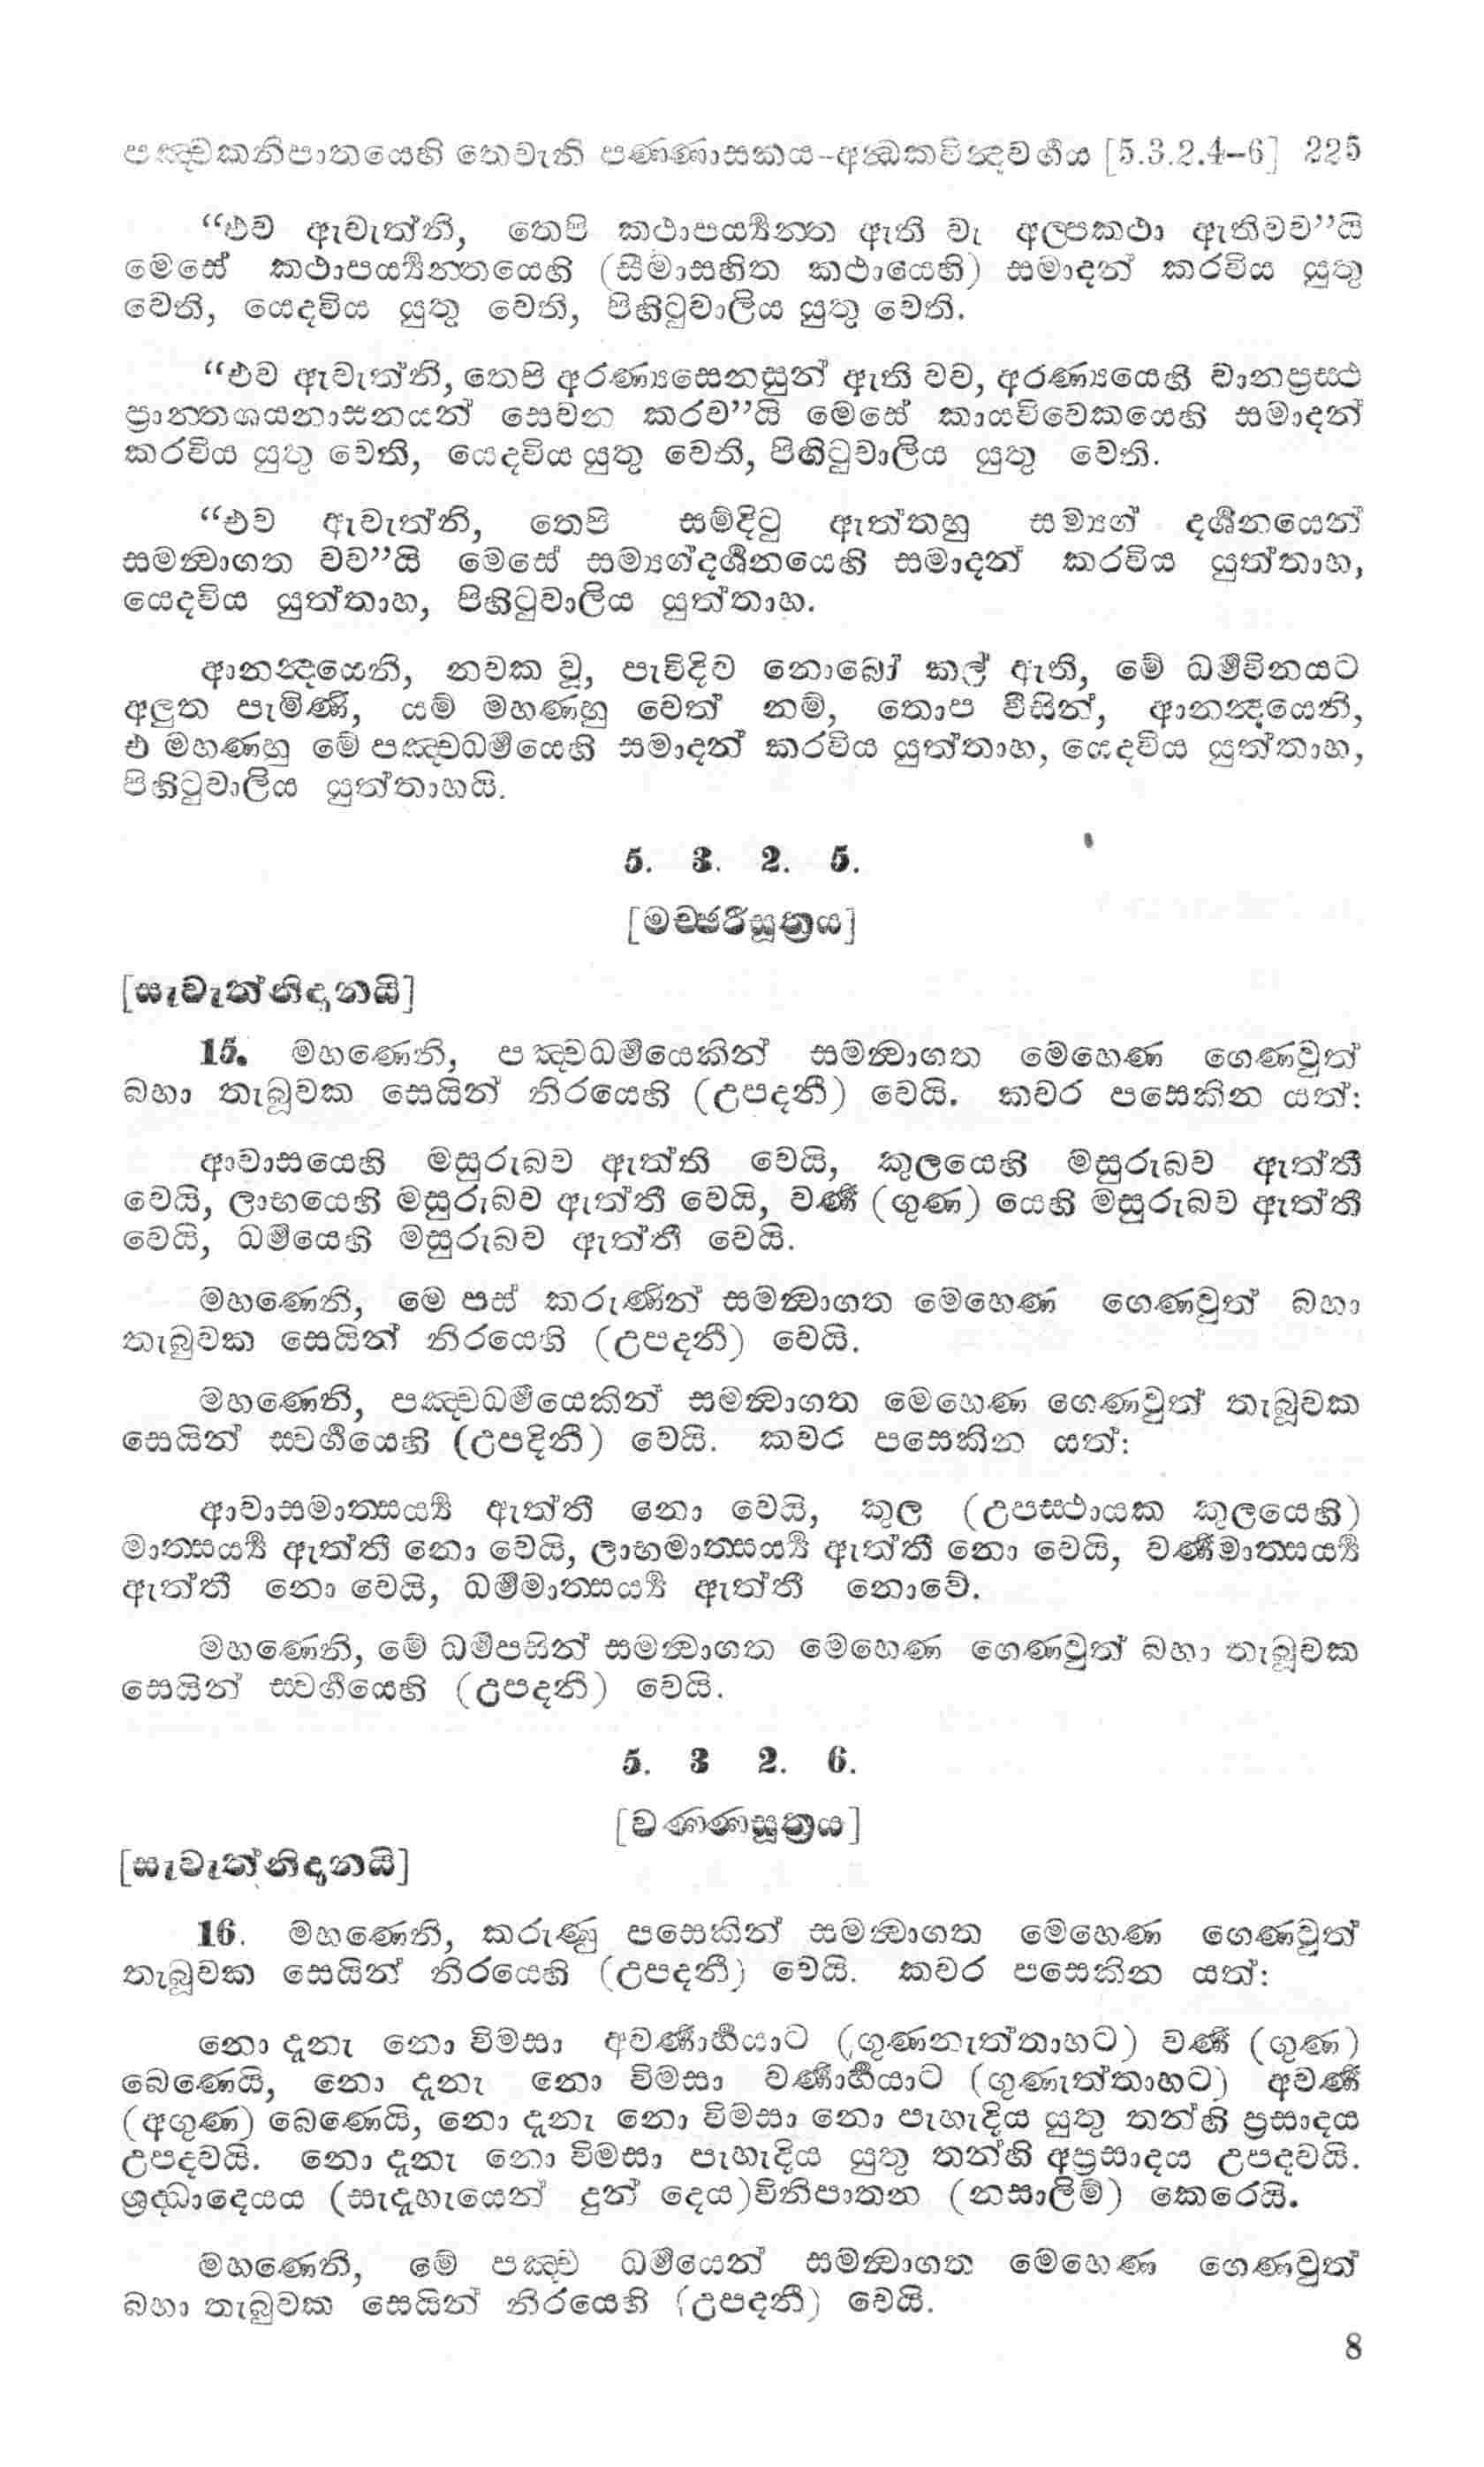 පඤ්චකනිපාතයෙහි තෙවැනි පණ්ණාසකය-අන්ධකවින්දවර්ගය [5.3.2.4-6] 225
“එව ඇවැත්නි, තෙපි කථාපර්‍ය්‍යන්ත ඇති වැ අල්පකථා ඇතිවව”යි
මෙසේ කථාපර්‍ය්‍යන්තයෙහි (සීමාසහිත කථායෙහි) සමාදන් කරවිය යුතු
වෙති, යෙදවිය යුතු වෙති, පිහිටුවාලිය යුතු වෙති.
“එව ඇවැත්නි, තෙපි අරණ්‍යසෙනසුන් ඇති වව, අරණ්‍යයෙහි වානප්‍රස්ථ
ප්‍රාන්තශයනාසනයන් සෙවන කරව”යි මෙසේ කායවිවෙකයෙහි සමාදන්
කරවිය යුතු වෙති, යෙදවිය යුතු වෙති, පිහිටුවාලිය යුතු වෙති.
“එව ඇවැත්නි, තෙපි සම්දිටු ඇත්තහු සම්‍යග් දර්ශනයෙන්
සමන්වාගත වව”යි මෙසේ සම්‍යග්දර්ශනයෙහි සමාදන් කරවිය යුත්තාහ,
යෙදවිය යුත්තාහ, පිහිටුවාලිය යුත්තාහ.
ආනන්දයෙනි, නවක වූ, පැවිදිව නොබෝ කල් ඇති, මේ ධර්මවිනයට
අලුත පැමිණි, යම් මහණහු වෙත් නම්, තොප විසින්, ආනන්දයෙනි,
එ මහණහු මේ පඤ්චධර්මයෙහි සමාදන් කරවිය යුත්තාහ, යෙදවිය යුත්තාහ,
පිහිටුවාලිය යුත්තාහයි.
5. 3. 2. 5.
[මච්ඡරීසූත්‍රය]
[සැවැත්නිදානයි]
15. මහණෙනි, පඤ්චධර්මයෙකින් සමන්වාගත මෙහෙණ ගෙණවුත්
බහා තැබූවක සෙයින් නිරයෙහි (උපදනී) වෙයි. කවර පසෙකින යත්:
ආවාසයෙහි මසුරුබව ඇත්ති වෙයි, කුලයෙහි මසුරුබව ඇත්තී
වෙයි, ලාභයෙහි මසුරුබව ඇත්තී වෙයි, වර්ණ (ගුණ) යෙහි මසුරුබව ඇත්තී
වෙයි, ධර්මයෙහි මසුරුබව ඇත්තී වෙයි.
මහණෙනි, මෙ පස් කරුණින් සමන්වාගත මෙහෙණ ගෙණවුත් බහා
තැබුවක සෙයින් නිරයෙහි (උපදනී) වෙයි.
මහණෙනි, පඤ්චධර්මයෙකින් සමන්වාගත මෙහෙණ ගෙණවුත් තැබූවක
සෙයින් ස්වර්ගයෙහි (උපදිනී) වෙයි. කවර පසෙකින යත්:
ආවාසමාත්සර්‍ය්‍ය ඇත්තී නො වෙයි, කුල (උපස්ථායක කුලයෙහි)
මාත්සර්‍ය්‍ය ඇත්තී නො වෙයි, ලාභමාත්සර්‍ය්‍ය ඇත්තී නො වෙයි, වර්ණමාත්සර්‍ය්‍ය
ඇත්තී නො වෙයි, ධර්මමාත්සර්‍ය්‍ය ඇත්තී නොවේ.
මහණෙනි, මේ ධර්මපසින් සමන්වාගත මෙහෙණ ගෙණවුත් බහා තැබූවක
සෙයින් ස්වර්ගයෙහි (උපදනී) වෙයි.
5. 3 2. 6.
[වණ්ණසූත්‍රය]
[සැවැත්නිදානයි]
16. මහණෙනි, කරුණු පසෙකින් සමන්වාගත මෙහෙණ ගෙණවුත්
තැබූවක සෙයින් නිරයෙහි (උපදනී) වෙයි. කවර පසෙකින යත්:
නො දැනැ නො විමසා අවර්ණාර්හයාට (ගුණනැත්තාහට) වර්ණ (ගුණ)
බෙණෙයි, නො දැනැ නො විමසා වර්ණාර්හයාට (ගුණැත්තාහට) අවර්ණ
(අගුණ) බෙණෙයි, නො දැනැ නො විමසා නො පැහැදිය යුතු තන්හි ප්‍රසාදය
උපදවයි. නො දැනැ නො විමසා පැහැදිය යුතු තන්හි අප්‍රසාදය උපදවයි.
ශ්‍රද්ධාදෙය්‍ය (සැදැහැයෙන් දුන් දෙය)විනිපාතන (නසාලිම්) කෙරෙයි.
මහණෙනි, මේ පඤ්ච ධර්මයෙන් සමන්වාගත මෙහෙණ ගෙණවුත්
බහා තැබුවක සෙයින් නිරයෙහි (උපදනී) වෙයි.
8